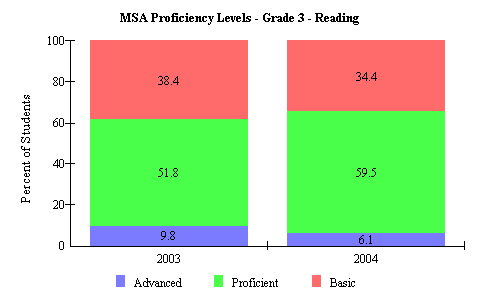 MSA Proficiency Levels - Grade 3 - Reading
Percent of Students
100
80
60
40
20
0
38.4
34.4
51.8
59.5
9.8
6.1
2003
2004
Advanced
Proficient
Basic